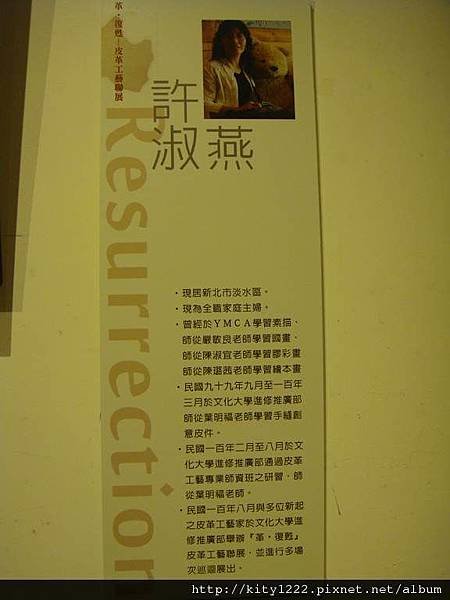 革・復甦—皮革工藝聯展
Resurrection
許
淑燕
・現居新北市淡水區。
・現為全職家庭主婦。
・曾經於YMCA學習素描、
師從嚴敏良老師學習國畫、
師從陳淑宜老師學習膠彩畫
師從陳璐茜老師學習繪本畫
・民國九十九年九月至一百年
三月於文化大學進修推廣部
師從葉明福老師學習手縫創
意皮件。
・民國一百年二月至八月於文
化大學進修推廣部通過皮革
工藝專業師資班之研習，師
從葉明福老師。
・民國一百年八月與多位新起
之皮革工藝家於文化大學進
修推廣部舉辦『革・復甦』
皮革工藝聯展，並進行多場
次巡迴展出。
http://kity1222.pixnet.net/album